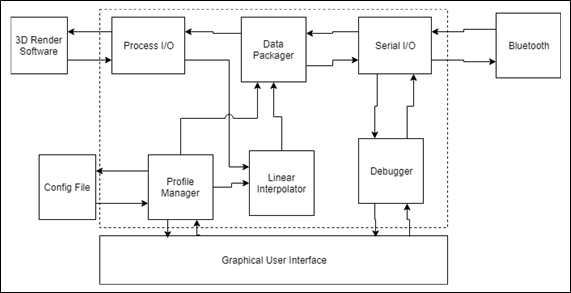 3D Render
Software
Process I/O
Data
Packager
Serial I/O
Bluetooth
Config File
Profile
Manager
Linear
Interpolator
Debugger
Graphical User Interface